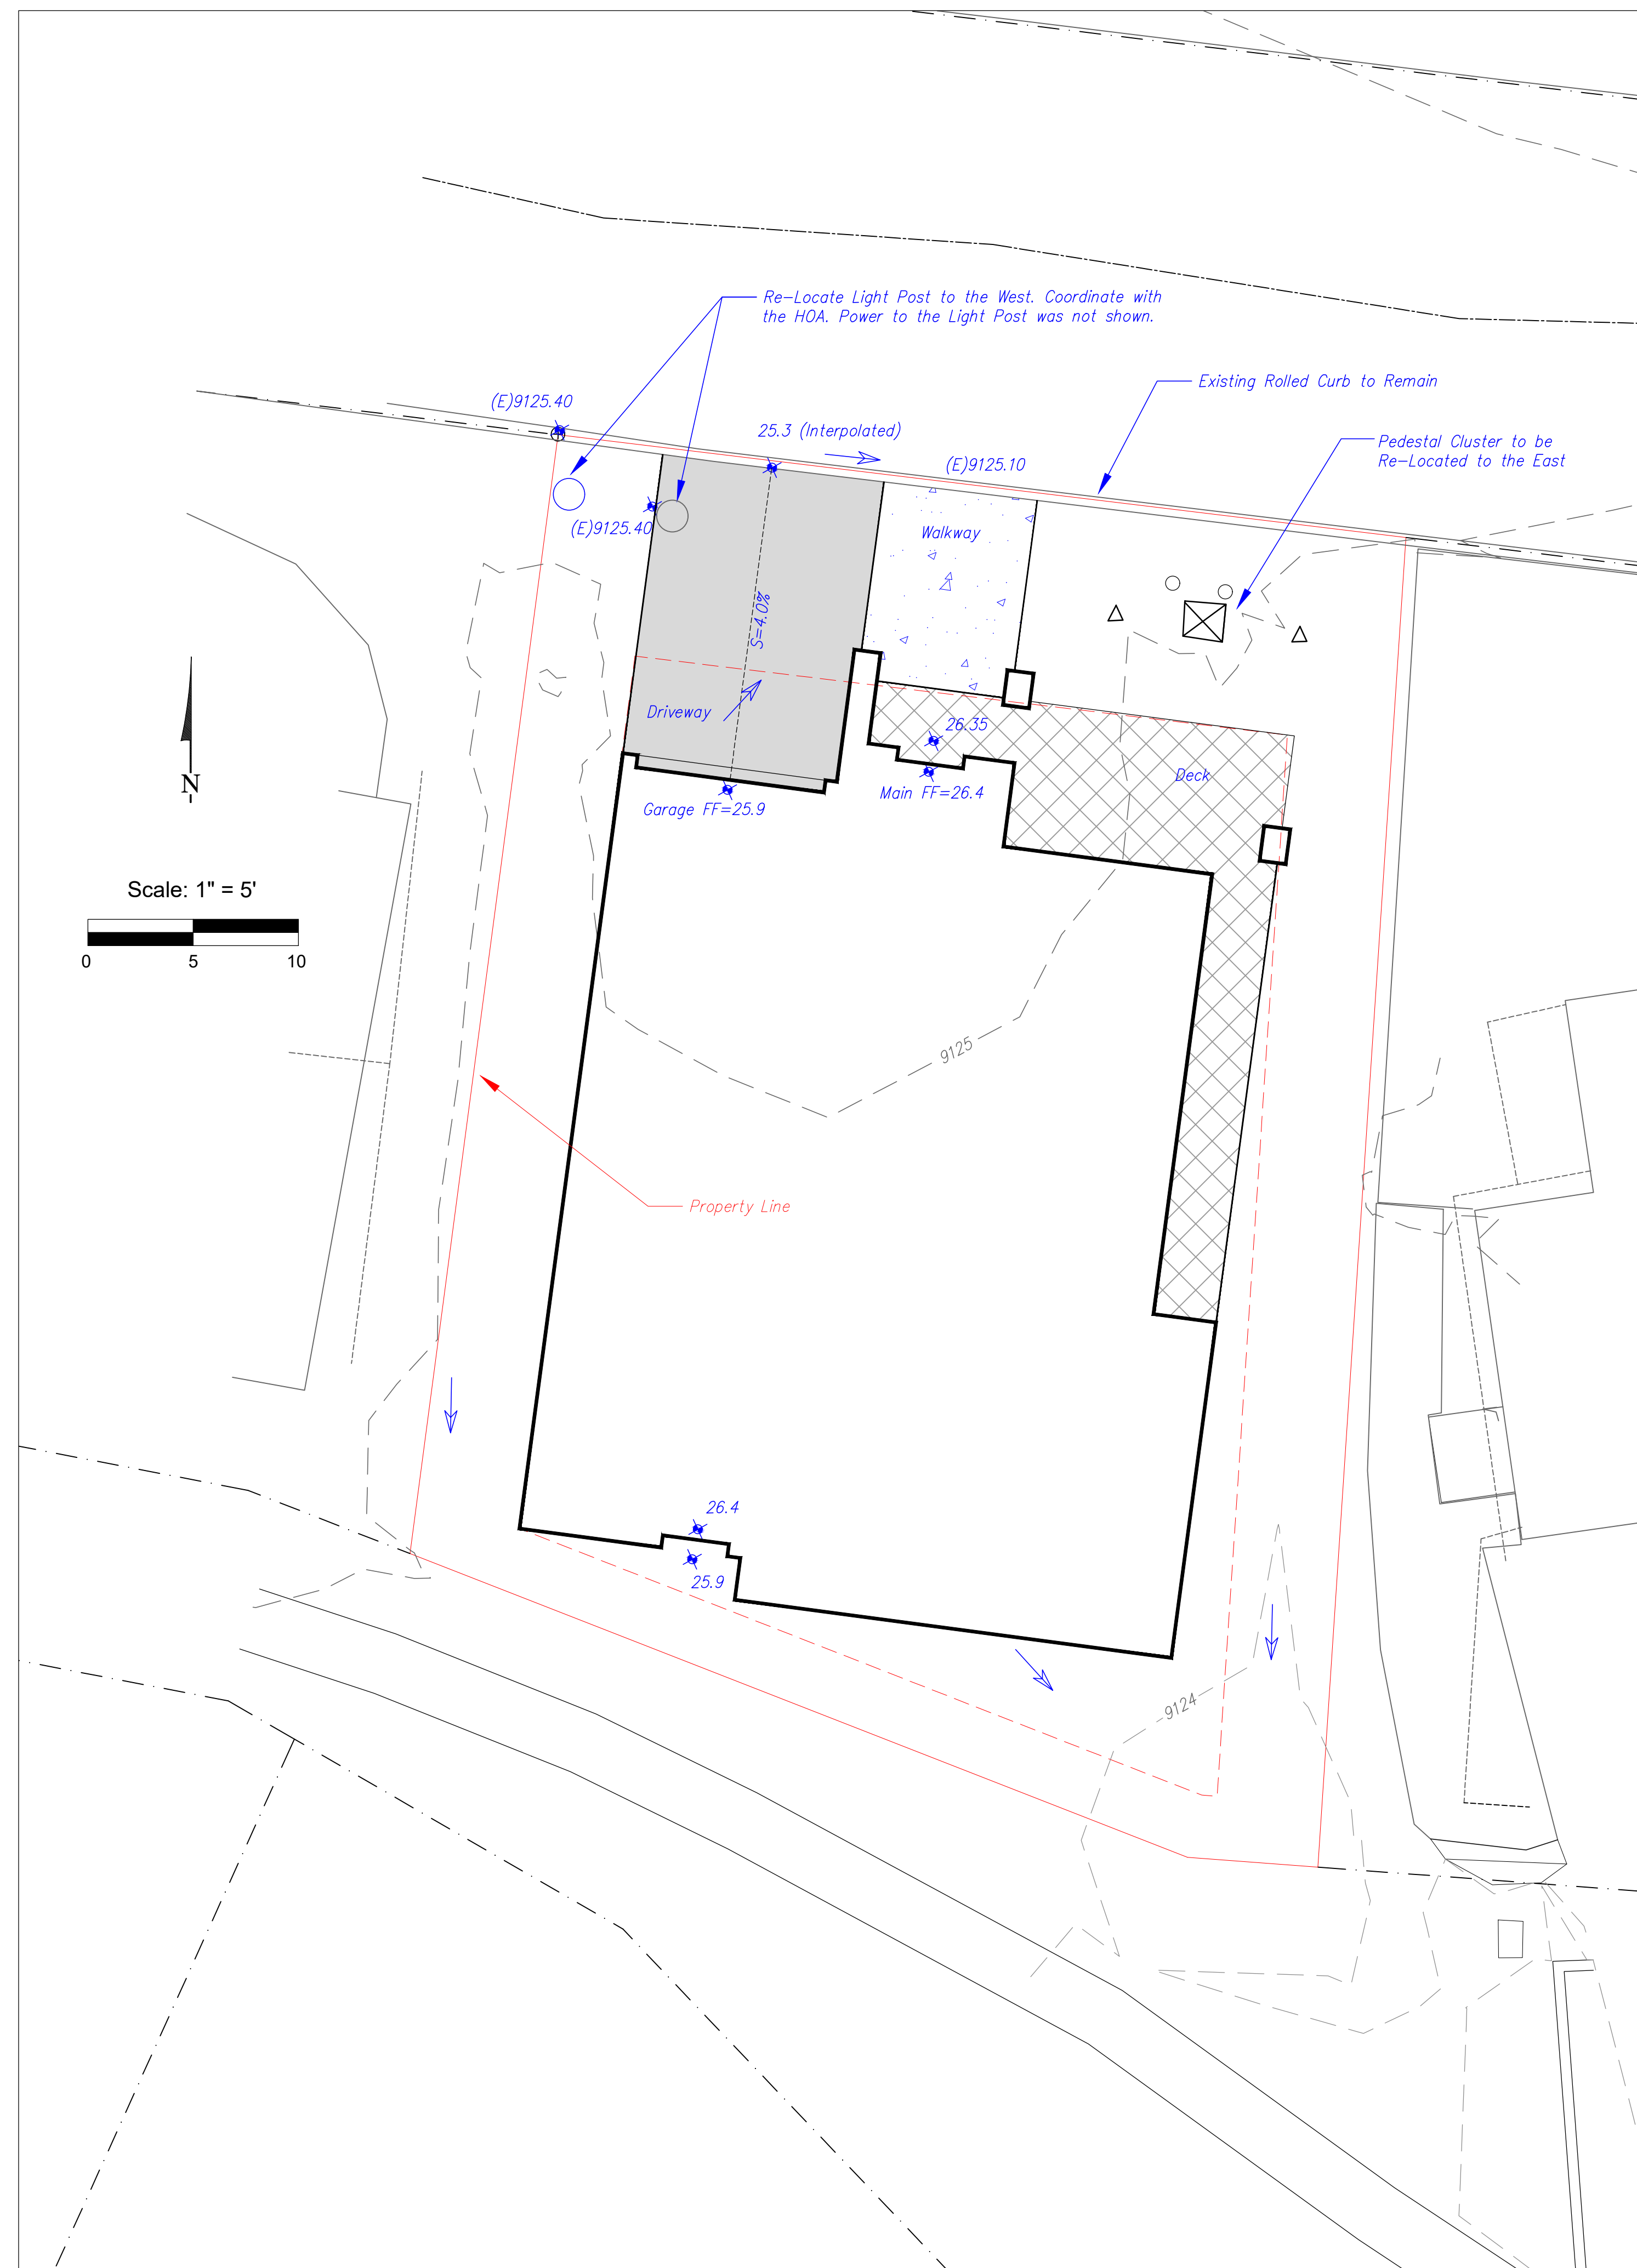 Re-Locate Light Post to the West. Coordinate with
the HOA. Power to the Light Post was not shown.
Existing Rolled Curb to Remain
(E)9125.40
25.3 (Interpolated)
Pedestal Cluster to be
Re-Located to the East
(E)9125.10
(E)9125.40
Walkway
S=4.0%
Driveway
26.35
Deck
N
Main FF=26.4
Garage FF=25.9
Scale: 1" = 5'
0 5 10
9125
Property Line
26.4
25.9
9124